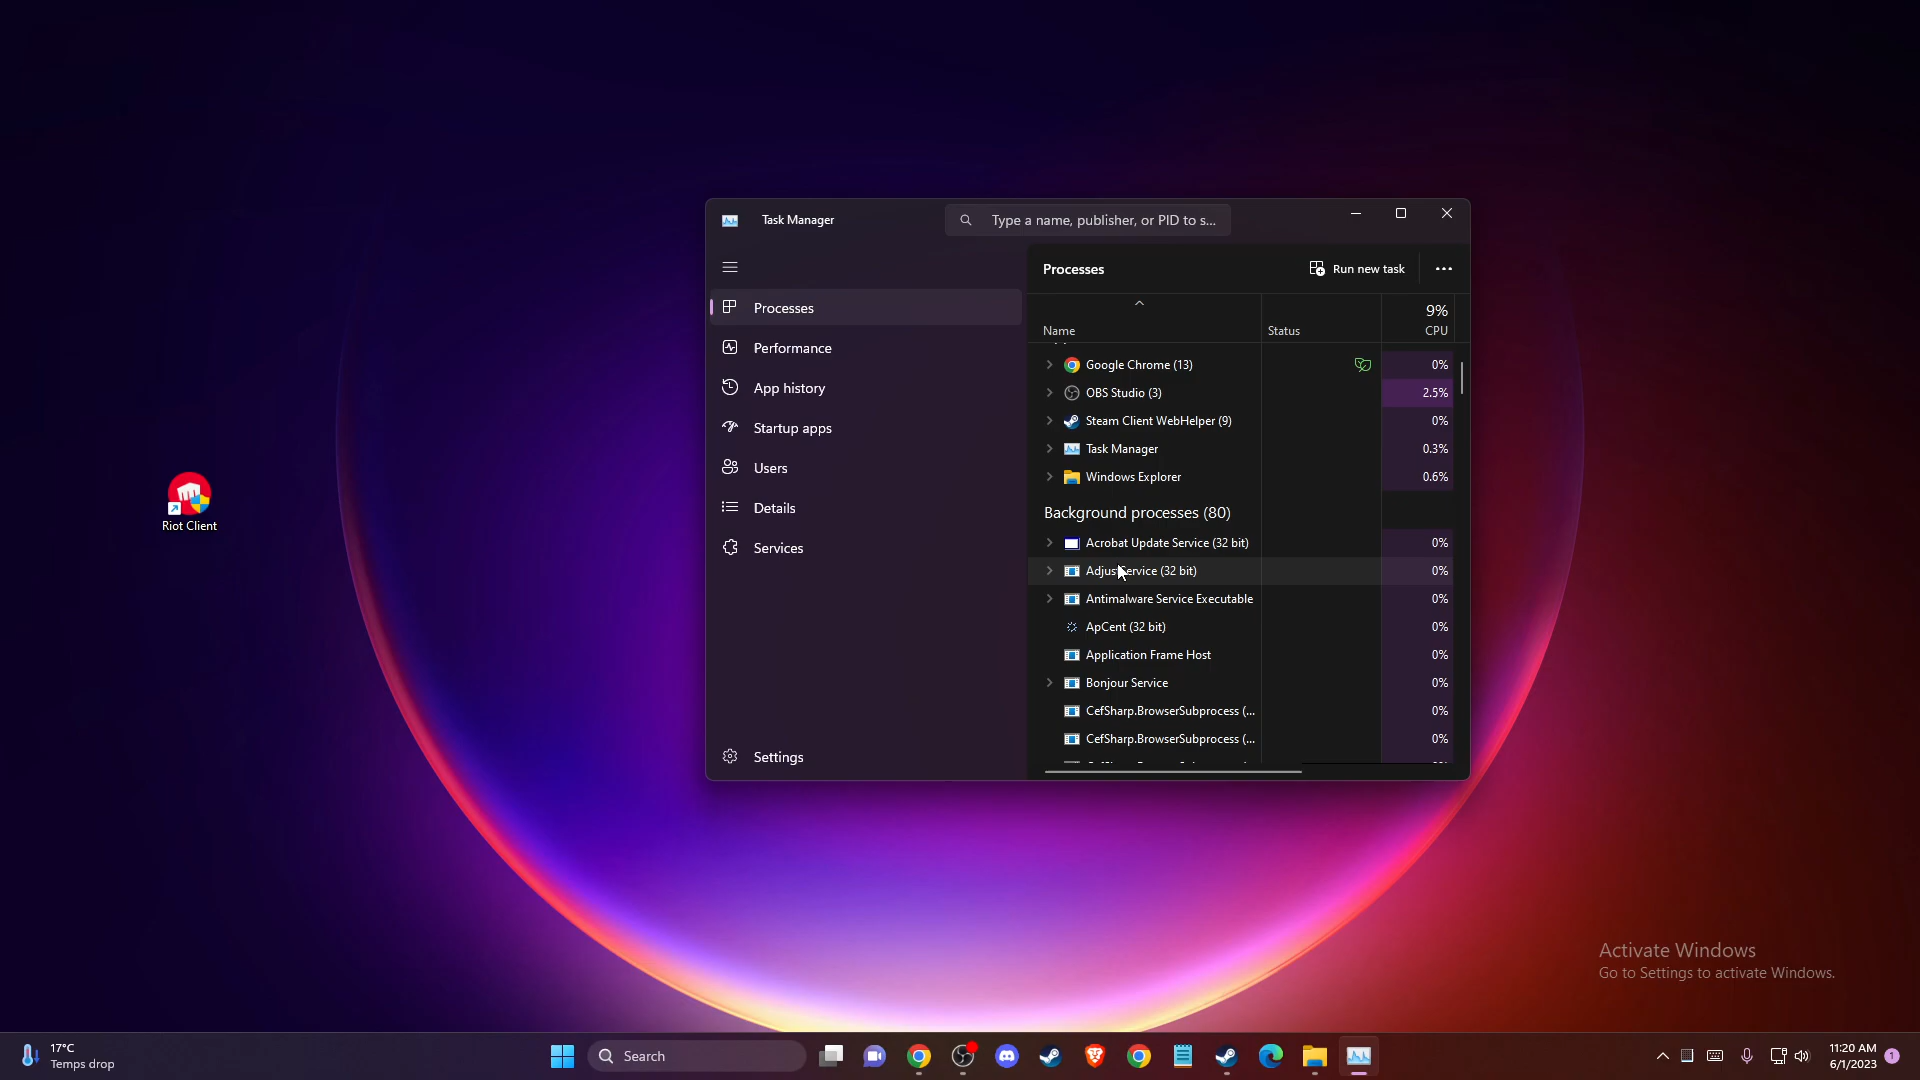 Riot Client
Task Manager
Type a name, publisher, or PID to s...
Processes
Performance
App history
Startup apps
Users
Details
Services
Settings
Processes
Run new task
9%
Name
Status
CPU
Google Chrome (13)
0%
OBS Studio (3)
2.5%
Steam Client WebHelper (9)
0%
Task Manager
0.3%
Windows Explorer
0.6%
Background processes (80)
Acrobat Update Service (32 bit)
0%
AdjustService (32 bit)
0%
Antimalware Service Executable
0%
ApCent (32 bit)
0%
Application Frame Host
0%
Bonjour Service
0%
CefSharp.BrowserSubprocess (...
0%
CefSharp.BrowserSubprocess (...
0%
Activate Windows
Go to Settings to activate Windows.
17°C
Temps drop
Search
11:20 AM
6/1/2023
1